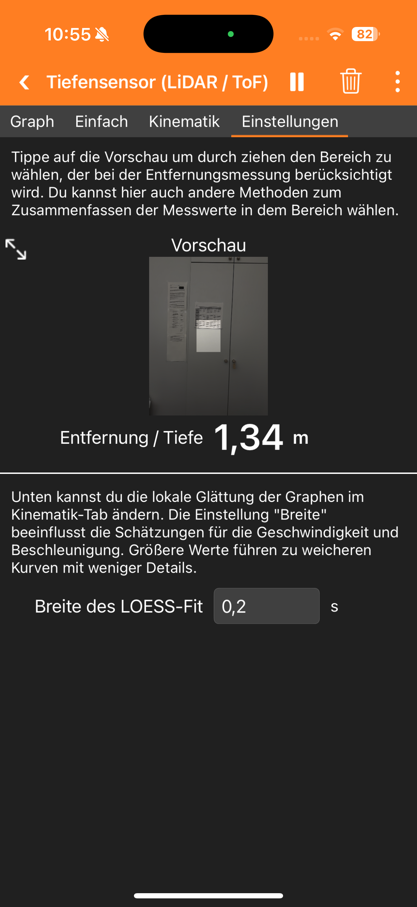 10:55
82
Tiefensensor (LiDAR / ToF)
Graph Einfach Kinematik Einstellungen
Tippe auf die Vorschau um durch ziehen den Bereich zu
wählen, der bei der Entfernungsmessung berücksichtigt
wird. Du kannst hier auch andere Methoden zum
Zusammenfassen der Messwerte in dem Bereich wählen.
Vorschau
Entfernung / Tiefe 1,34 m
Unten kannst du die lokale Glättung der Graphen im
Kinematik-Tab ändern. Die Einstellung "Breite"
beeinflusst die Schätzungen für die Geschwindigkeit und
Beschleunigung. Größere Werte führen zu weicheren
Kurven mit weniger Details.
Breite des LOESS-Fit 0,2 s